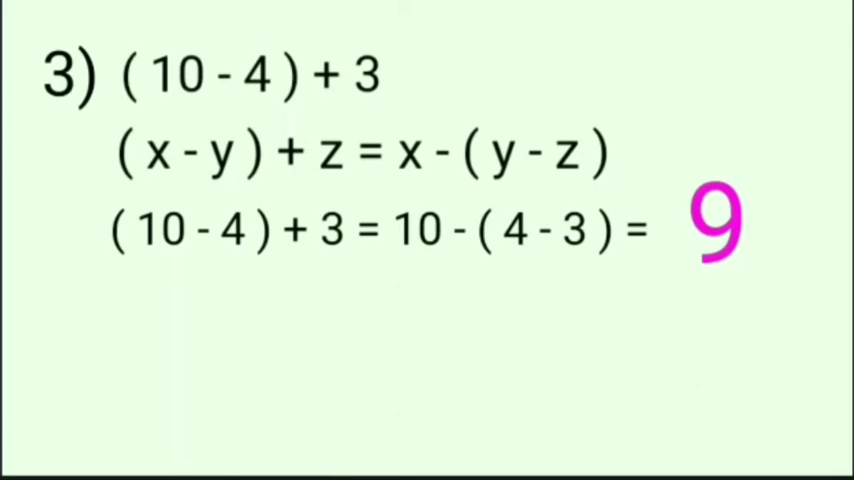 3) ( 10 - 4 ) + 3
( x - y ) + z = x - ( y - z )
( 10 - 4 ) + 3 = 10 - ( 4 - 3 ) = 9